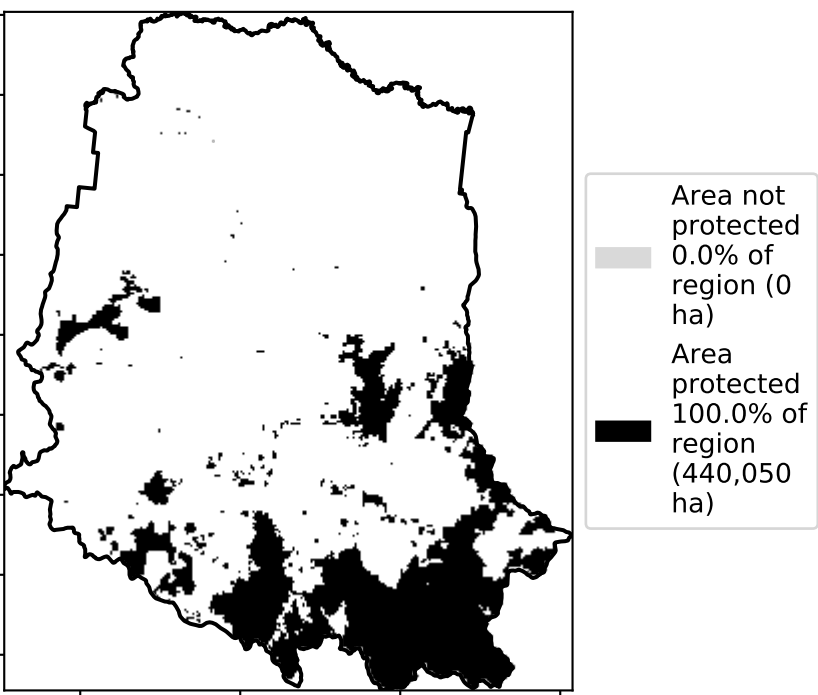 Area not
protected
0.0% of
region (0
ha)
Area
protected
100.0% of
region
(440,050
ha)